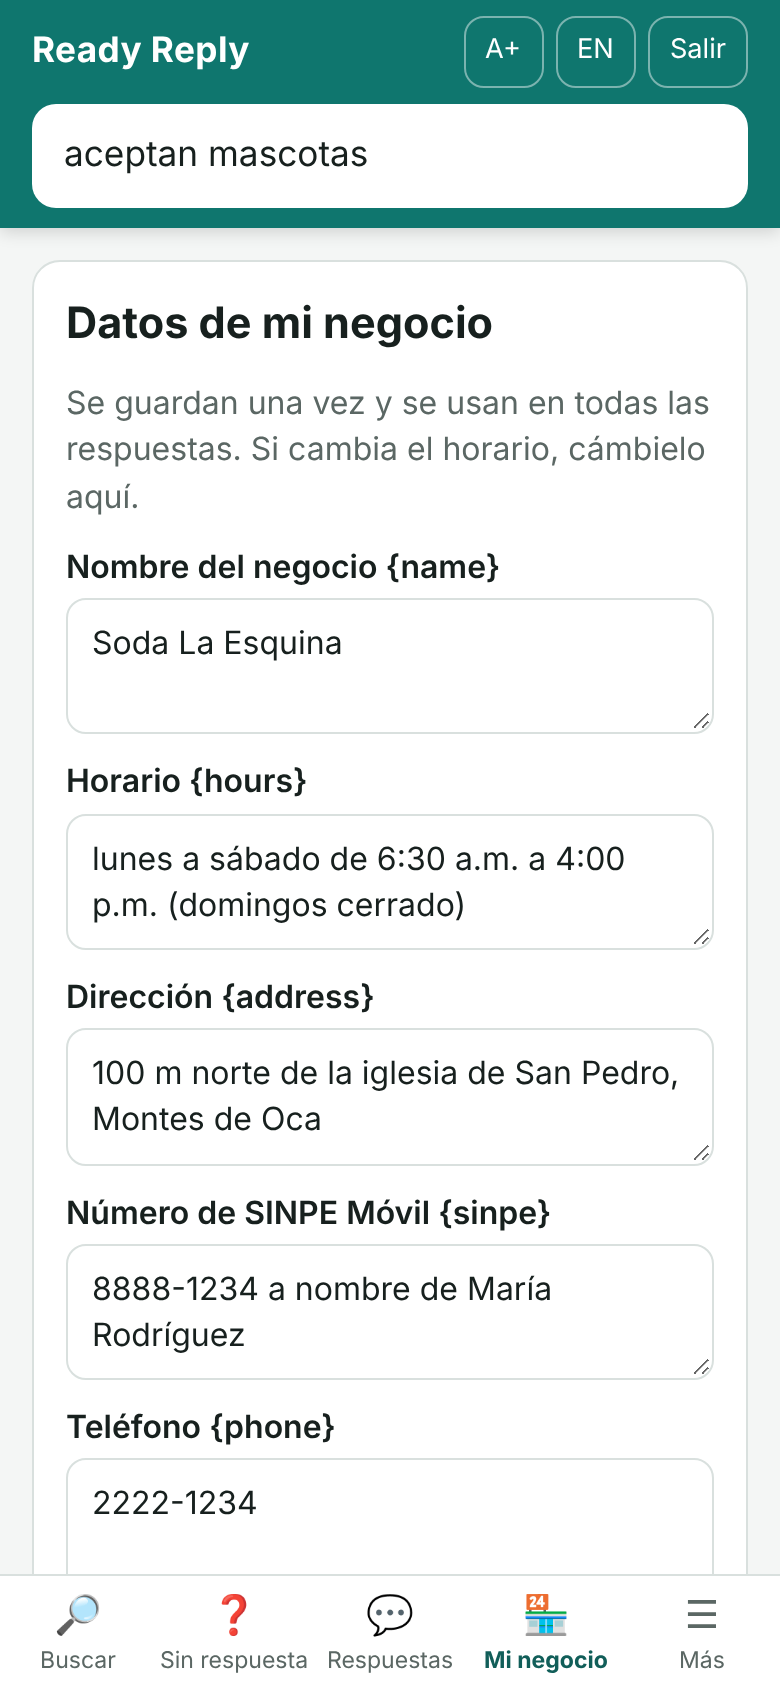 Ready Reply
A+
EN
Salir
aceptan mascotas
Datos de mi negocio
Se guardan una vez y se usan en todas las
respuestas. Si cambia el horario, cámbielo
aquí.
Nombre del negocio {name}
Soda La Esquina
Horario {hours}
lunes a sábado de 6:30 a.m. a 4:00
p.m. (domingos cerrado)
Dirección {address}
100 m norte de la iglesia de San Pedro,
Montes de Oca
Número de SINPE Móvil {sinpe}
8888-1234 a nombre de María
Rodríguez
Teléfono {phone}
2222-1234
24
Buscar
Sin respuesta
Respuestas
Mi negocio
Más